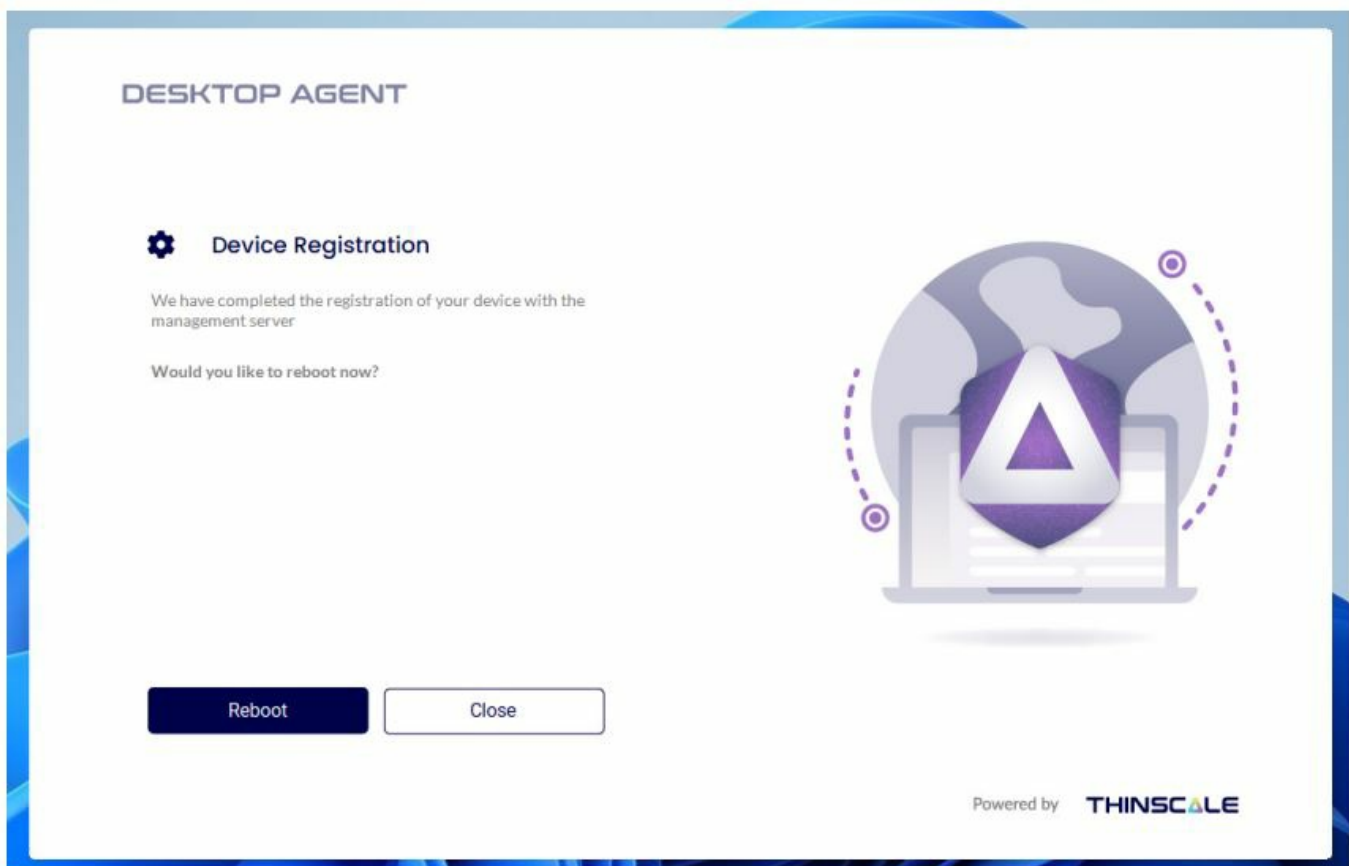 DESKTOP AGENT
Device Registration
We have completed the registration of your device with the
management server
Would you like to reboot now?
Reboot
Close
Powered by THINSCALE